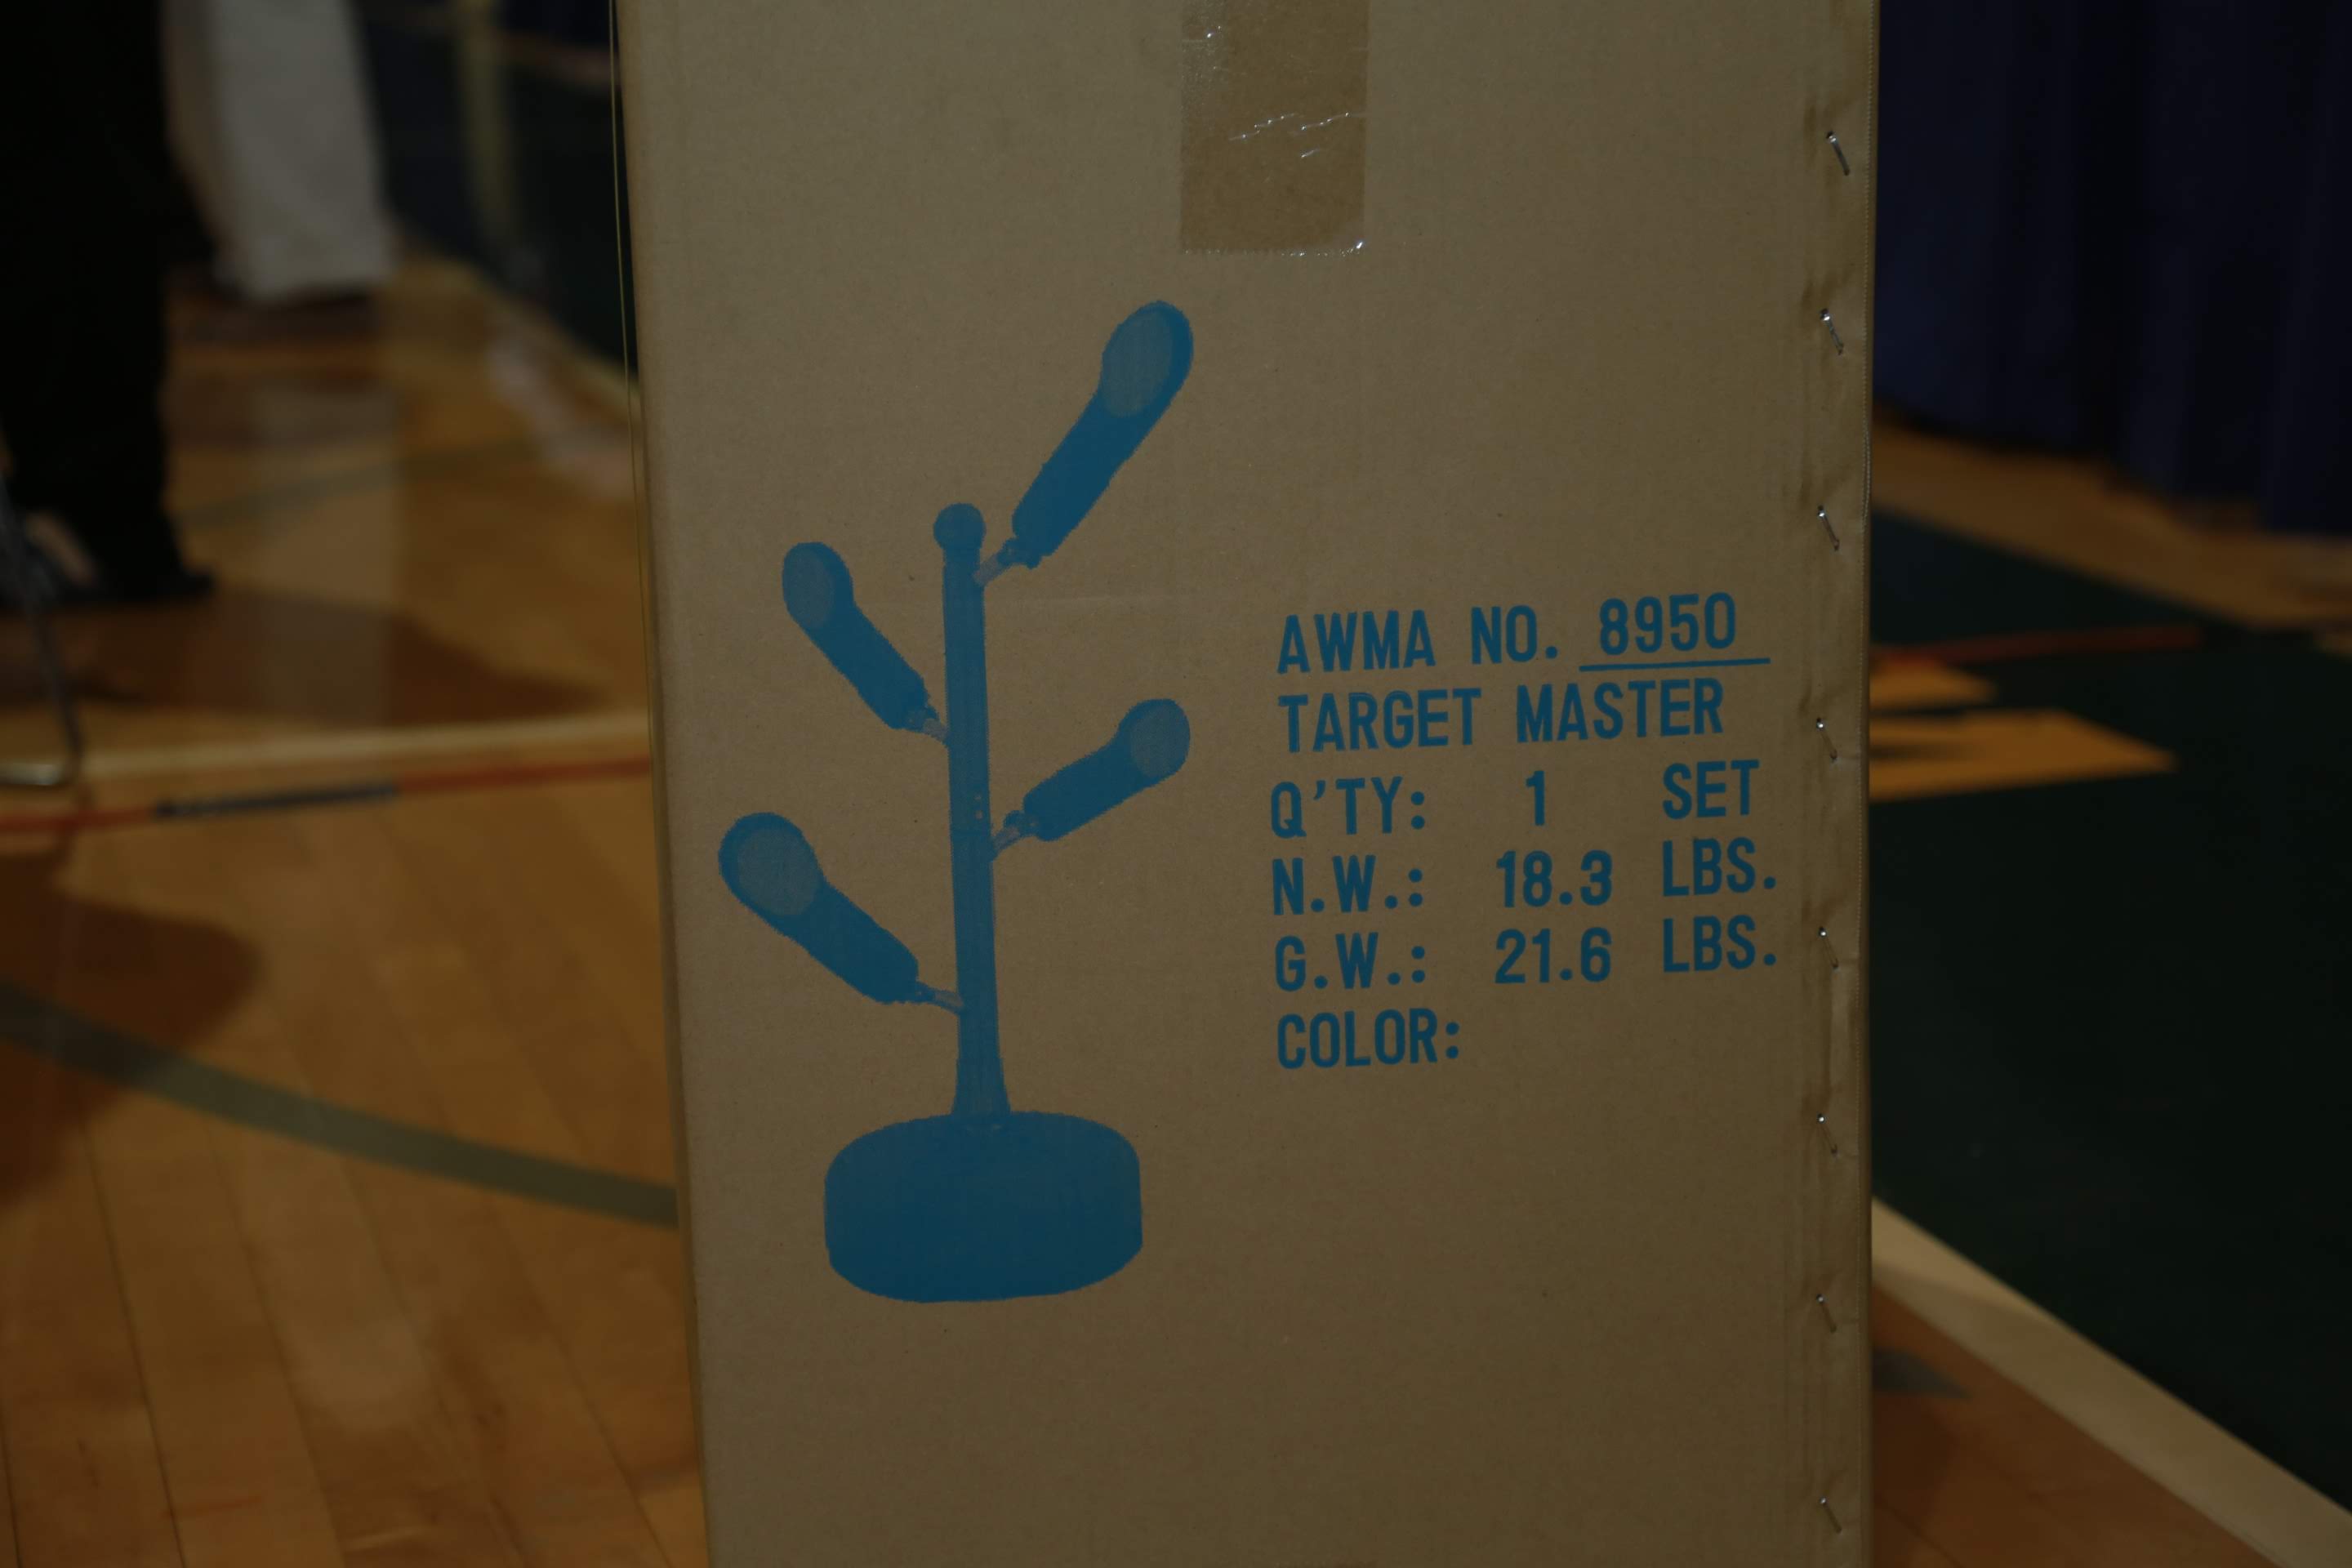 AWMA NO. 8950
TARGET MASTER
Q'TY: 1 SET
N.W.: 18.3 LBS.
G.W.: 21.6 LBS.
COLOR: